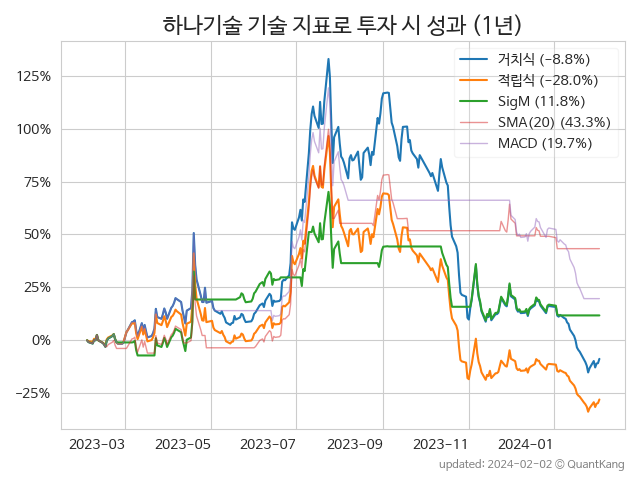 하나기술 기술 지표로 투자 시 성과 (1년)
거치식 (−8.8%)
적립식 (−28.0%)
SigM (11.8%)
SMA(20) (43.3%)
MACD (19.7%)
125%
100%
75%
50%
25%
0%
−25%
2023-03 2023-05 2023-07 2023-09 2023-11 2024-01
updated: 2024-02-02 © QuantKang